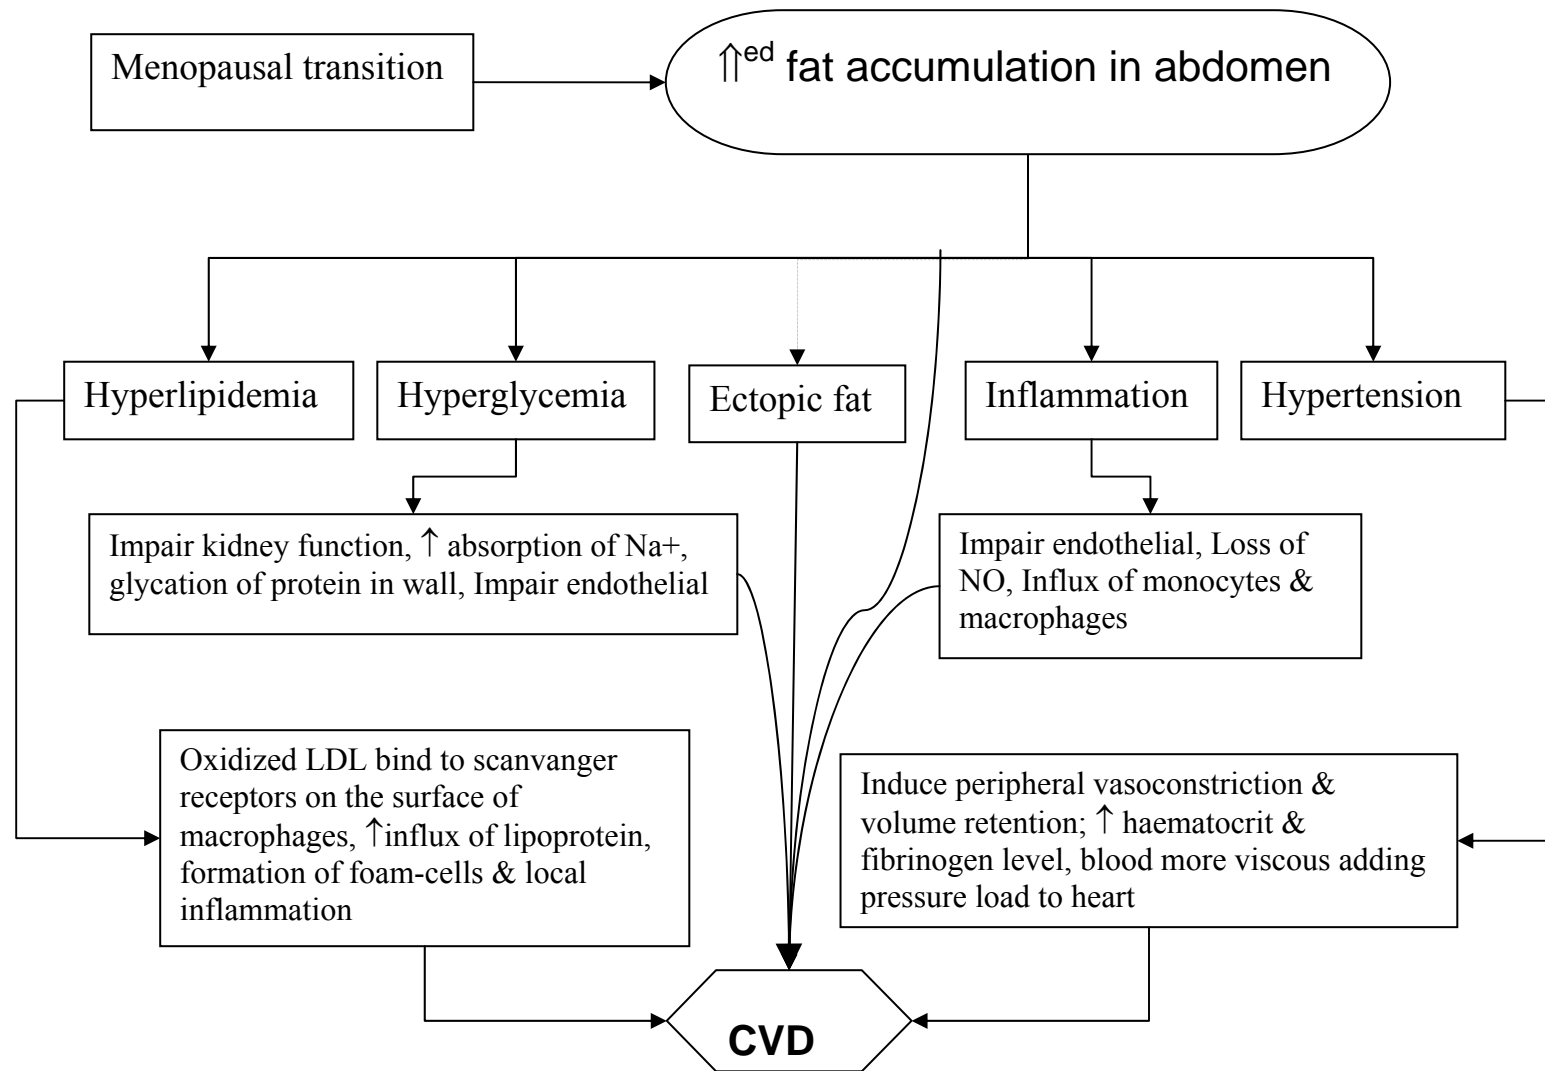 Menopausal transition
⇑ed fat accumulation in abdomen
Hyperlipidemia
Hyperglycemia
Ectopic fat
Inflammation
Hypertension
Impair kidney function, ↑ absorption of Na+,
glycation of protein in wall, Impair endothelial
Impair endothelial, Loss of
NO, Influx of monocytes &
macrophages
Oxidized LDL bind to scanvanger
receptors on the surface of
macrophages, ↑influx of lipoprotein,
formation of foam-cells & local
inflammation
Induce peripheral vasoconstriction &
volume retention; ↑ haematocrit &
fibrinogen level, blood more viscous adding
pressure load to heart
CVD